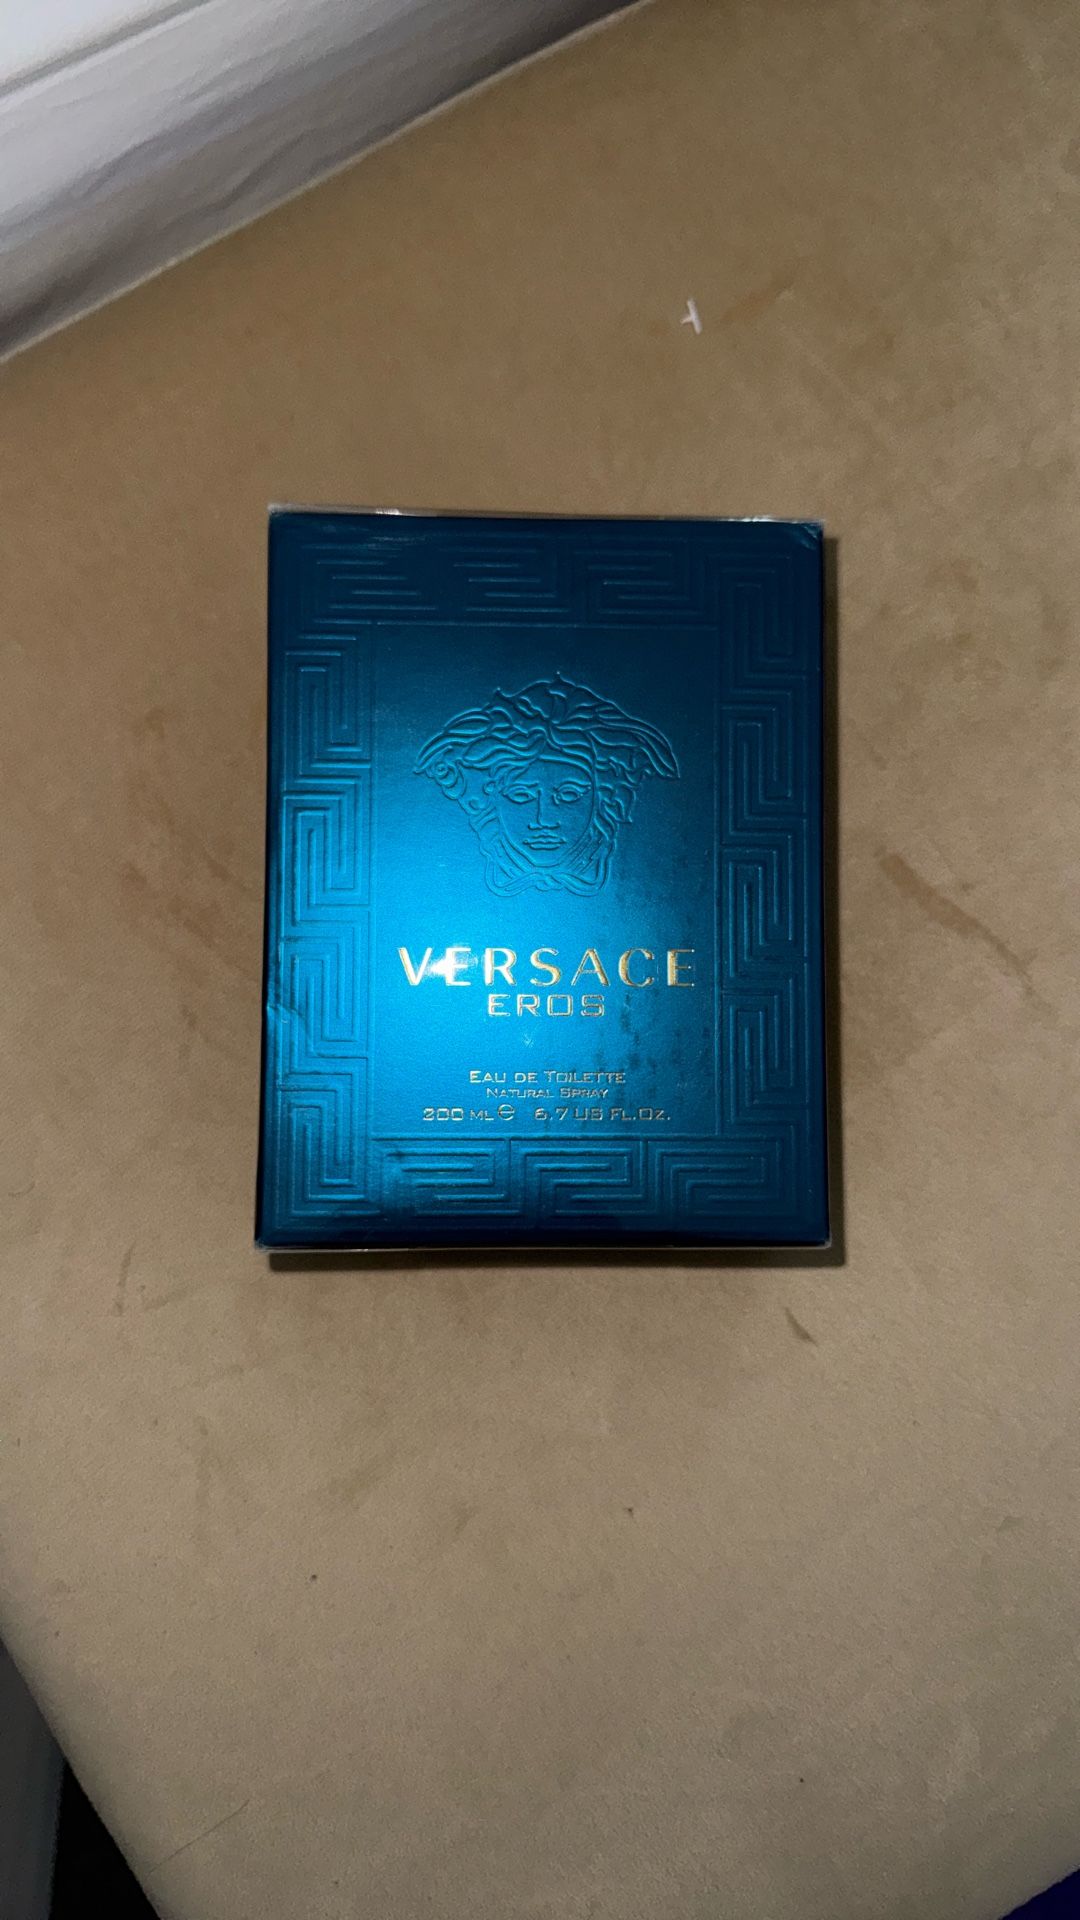 VERSACE
EROS
EAU DE TOILETTE
NATURAL SPRAY
200 ML ℮ 6.7 US FL.OZ.